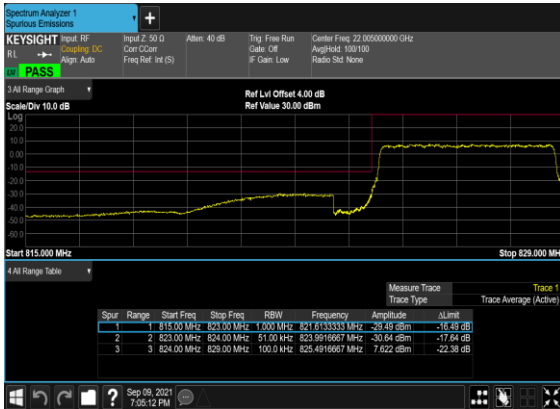 Spectrum Analyzer 1
Spurious Emissions
+
KEYSIGHT Input: RF Input Z: 50 Ω Atten: 40 dB Trig: Free Run Center Freq: 22.005000000 GHz
RL Coupling: DC Corr CCorr Gate: Off Avg|Hold: 100/100
Align: Auto Freq Ref: Int (S) IF Gain: Low Radio Std: None
PASS
3 All Range Graph
Ref Lvl Offset 4.00 dB
Scale/Div 10.0 dB Ref Value 30.00 dBm
Log
20.0
10.0
0.00
-10.0
-20.0
-30.0
-40.0
-50.0
-60.0
Start 815.000 MHz Stop 829.000 MH
4 All Range Table
Measure Trace Trace 1
Trace Type Trace Average (Active)
Spur Range Start Freq Stop Freq RBW Frequency Amplitude ΔLimit
1 1 815.00 MHz 823.00 MHz 1.000 MHz 821.6133333 MHz -29.49 dBm -16.49 dB
2 2 823.00 MHz 824.00 MHz 51.00 kHz 823.9916667 MHz -30.64 dBm -17.64 dB
3 3 824.00 MHz 829.00 MHz 100.0 kHz 825.4916667 MHz 7.622 dBm -22.38 dB
?
Sep 09, 2021
7:05:12 PM